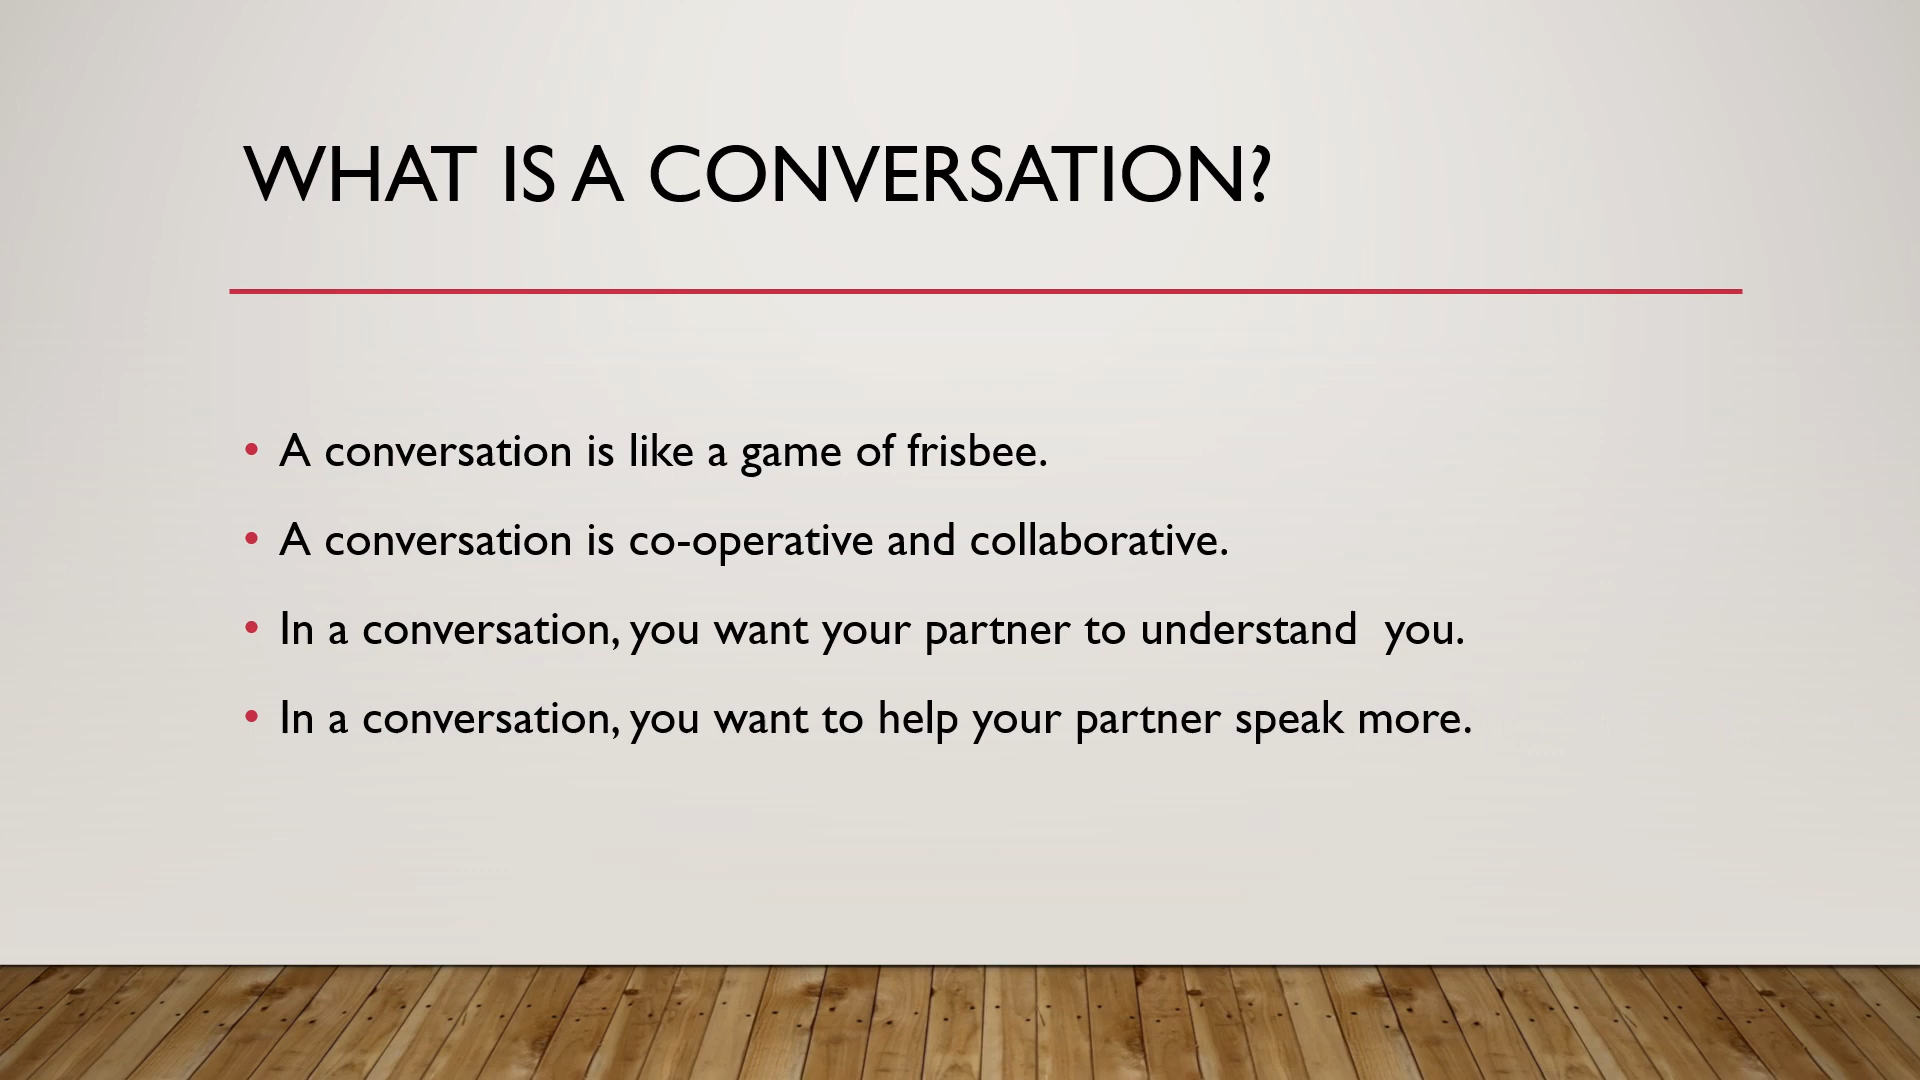 WHAT IS A CONVERSATION?
• A conversation is like a game of frisbee.
• A conversation is co-operative and collaborative.
• In a conversation, you want your partner to understand  you.
• In a conversation, you want to help your partner speak more.